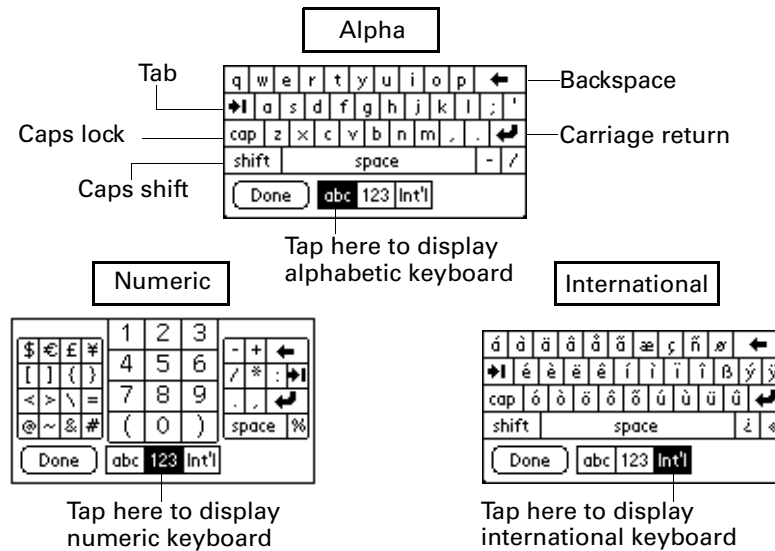 Alpha
Tab
q w e r t y u i o p
Backspace
a s d f g h j k l ; '
Caps lock
cap z x c v b n m , .
Carriage return
shift space - /
Caps shift
Done abc 123 Int'l
Tap here to display
alphabetic keyboard
Numeric
1 2 3
$ € £ ¥
- +
4 5 6
[ ] { }
/ * :
7 8 9
< > \ =
. ,
( 0 )
@ ~ & #
space %
Done abc 123 Int'l
Tap here to display
numeric keyboard
International
á à ä â å ã æ ç ñ ø
é è ë ê í ì ï î ß ý ÿ
cap ó ò ö ô õ ú ù ü û
shift space ¿
Done abc 123 Int'l
Tap here to display
international keyboard